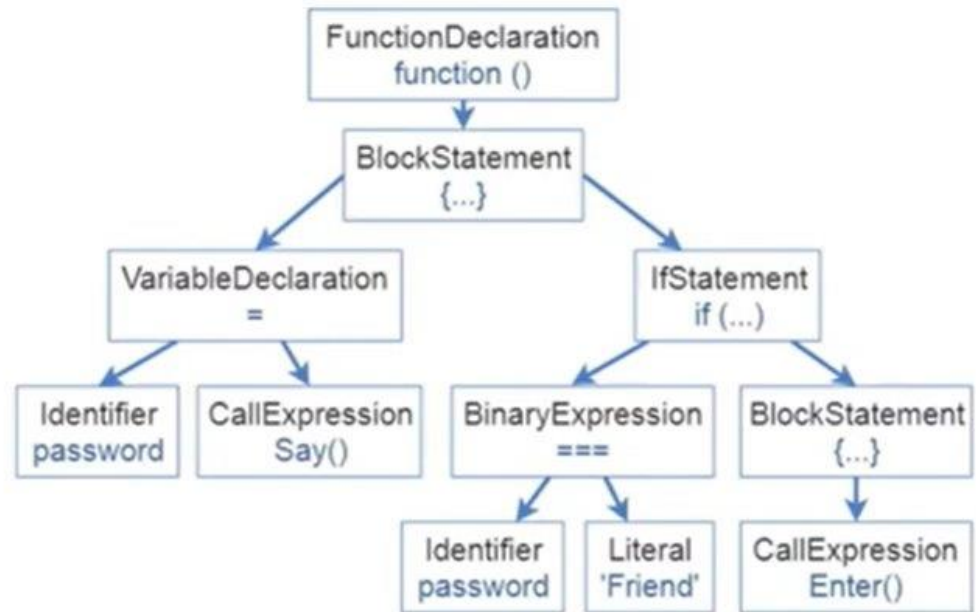 FunctionDeclaration
function ()
BlockStatement
{...}
VariableDeclaration
=
IfStatement
if (...)
Identifier
password
CallExpression
Say()
BinaryExpression
===
BlockStatement
{...}
Identifier
password
Literal
'Friend'
CallExpression
Enter()